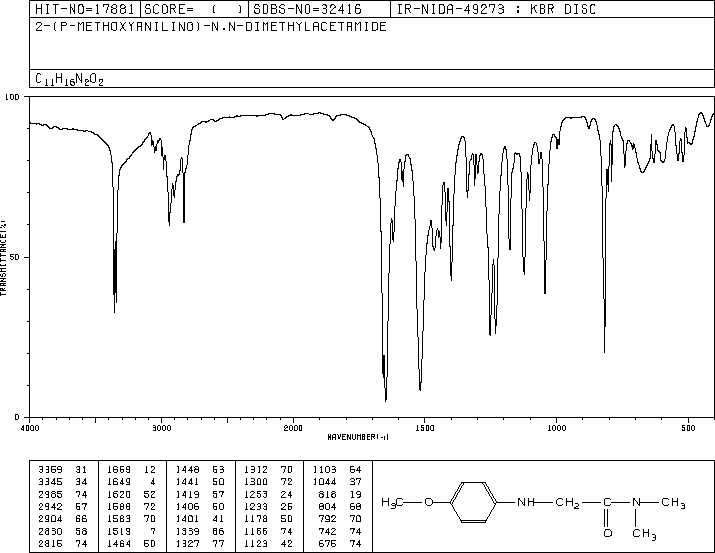 HIT-NO=17881 SCORE= ( ) SDBS-NO=32416 IR-NIDA-49273 : KBR DISC
2-(P-METHOXYANILINO)-N,N-DIMETHYLACETAMIDE
C11H16N2O2
100
50
0
TRANSMITTANCE(%)
4000 3000 2000 1500 1000 500
WAVENUMBER(-1)
3359 31 1659 12 1448 53 1312 70 1103 64
3345 34 1649 4 1441 50 1300 72 1044 37
2985 74 1620 52 1419 57 1253 24 818 19
2942 57 1588 72 1406 60 1233 25 804 68
2904 66 1583 70 1401 41 1178 50 792 70
2830 58 1519 7 1339 86 1166 74 742 74
2815 74 1464 50 1327 77 1123 42 675 74
H3C O NH CH2 C N CH3
O CH3